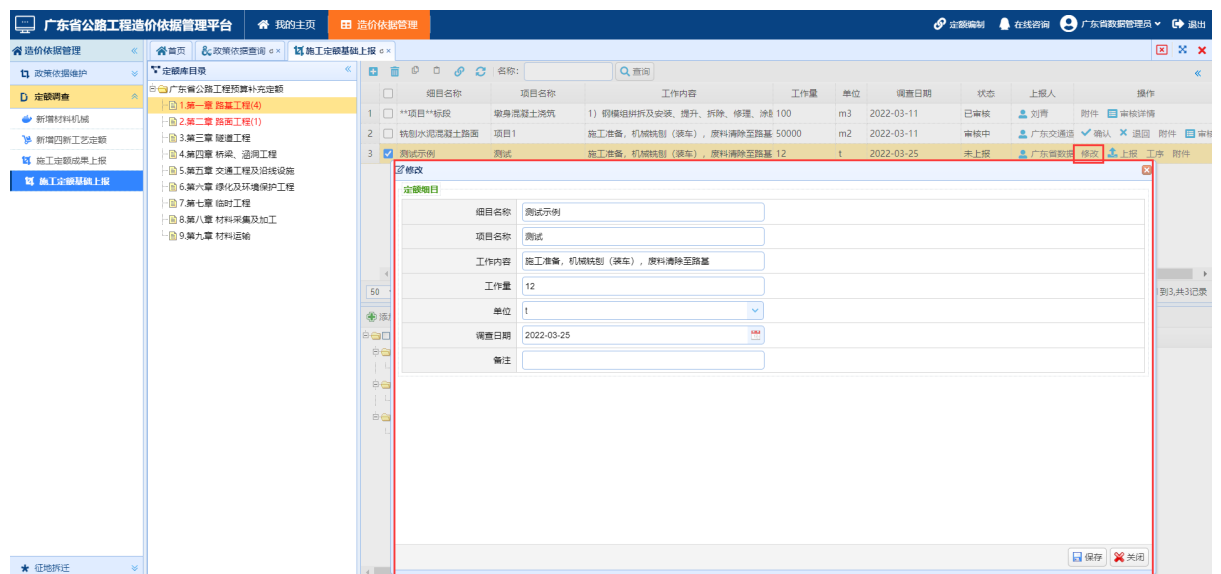 广东省公路工程造价依据管理平台 我的主页 造价依据管理 定额编制 在线咨询 广东省数据管理员 退出
造价依据管理 首页 政策依据查询 施工定额基础上报
政策依据维护
定额调查
新增材料机械
新增四新工艺定额
施工定额成果上报
施工定额基础上报
征地拆迁
定额库目录
广东省公路工程预算补充定额
1.第一章 路基工程(4)
2.第二章 路面工程(1)
3.第三章 隧道工程
4.第四章 桥梁、涵洞工程
5.第五章 交通工程及沿线设施
6.第六章 绿化及环境保护工程
7.第七章 临时工程
8.第八章 材料采集及加工
9.第九章 材料运输
名称: 查询
细目名称 项目名称 工作内容 工作量 单位 调查日期 状态 上报人 操作
1 **项目**标段 墩身混凝土浇筑 1）钢模组拼拆及安装、提升、拆除、修理、涂 100 m3 2022-03-11 已审核 刘青 附件 审核详情
2 铣刨水泥混凝土路面 项目1 施工准备，机械铣刨（装车），废料清除至路基 50000 m2 2022-03-11 审核中 广东交通 确认 退回 附件 审核
3 测试示例 测试 施工准备，机械铣刨（装车），废料清除至路基 12 t 2022-03-25 未上报 广东省数据 修改 上报 工序 附件
修改
定额细目
细目名称 测试示例
项目名称 测试
工作内容 施工准备，机械铣刨（装车），废料清除至路基
工作量 12
单位 t
调查日期 2022-03-25
备注
50 到3,共3记录
添
保存 关闭